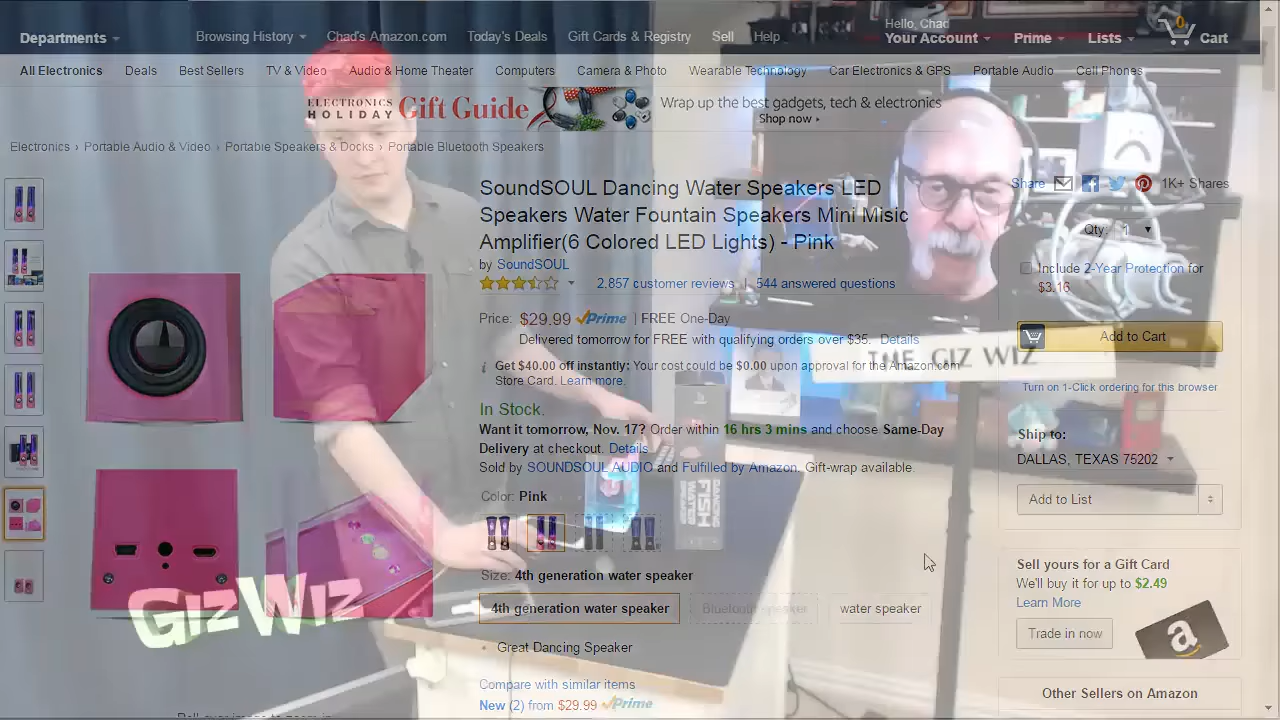 Hello, Chad
Departments
Browsing History
Chad's Amazon.com
Today's Deals
Gift Cards & Registry
Sell
Help
Your Account
Prime
Lists
0
Cart
All Electronics
Deals
Best Sellers
TV & Video
Audio & Home Theater
Computers
Camera & Photo
Wearable Technology
Car Electronics & GPS
Portable Audio
Cell Phones
ELECTRONICS
HOLIDAY
Gift Guide
Wrap up the best gadgets, tech & electronics
Shop now ›
Electronics › Portable Audio & Video › Portable Speakers & Docks › Portable Bluetooth Speakers
SoundSOUL Dancing Water Speakers LED
Speakers Water Fountain Speakers Mini Misic
Amplifier(6 Colored LED Lights) - Pink
by SoundSOUL
2,857 customer reviews | 544 answered questions
Price: $29.99 Prime | FREE One-Day
Delivered tomorrow for FREE with qualifying orders over $35. Details
Get $40.00 off instantly: Your cost could be $0.00 upon approval for the Amazon.com
Store Card. Learn more.
In Stock.
Want it tomorrow, Nov. 17? Order within 16 hrs 3 mins and choose Same-Day
Delivery at checkout. Details
Sold by SOUNDSOUL AUDIO and Fulfilled by Amazon. Gift-wrap available.
Color: Pink
Size: 4th generation water speaker
4th generation water speaker
Bluetooth speaker
water speaker
Great Dancing Speaker
Compare with similar items
New (2) from $29.99 Prime
Share
1K+ Shares
Qty: 1
Include 2-Year Protection for
$3.16
Add to Cart
Turn on 1-Click ordering for this browser
Ship to:
DALLAS, TEXAS 75202
Add to List
Sell yours for a Gift Card
We'll buy it for up to $2.49
Learn More
Trade in now
a
Other Sellers on Amazon
THE GIZ WIZ
DANCING
WATER
SPEAKER
FISH
GIZWIZ
Roll over image to zoom in